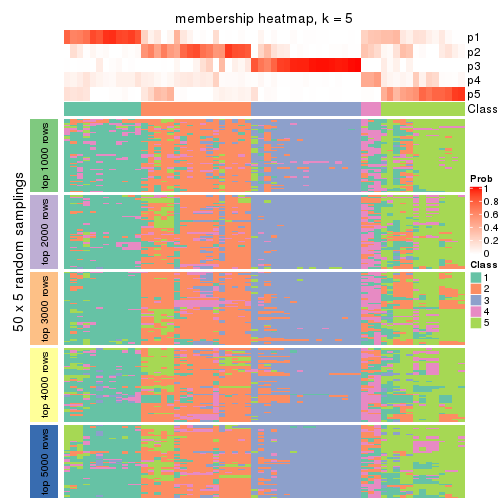 membership heatmap, k = 5
p1
p2
p3
p4
p5
Class
50 x 5 random samplings
top 1000 rows
top 2000 rows
top 3000 rows
top 4000 rows
top 5000 rows
Prob
1
0.8
0.6
0.4
0.2
0
Class
1
2
3
4
5